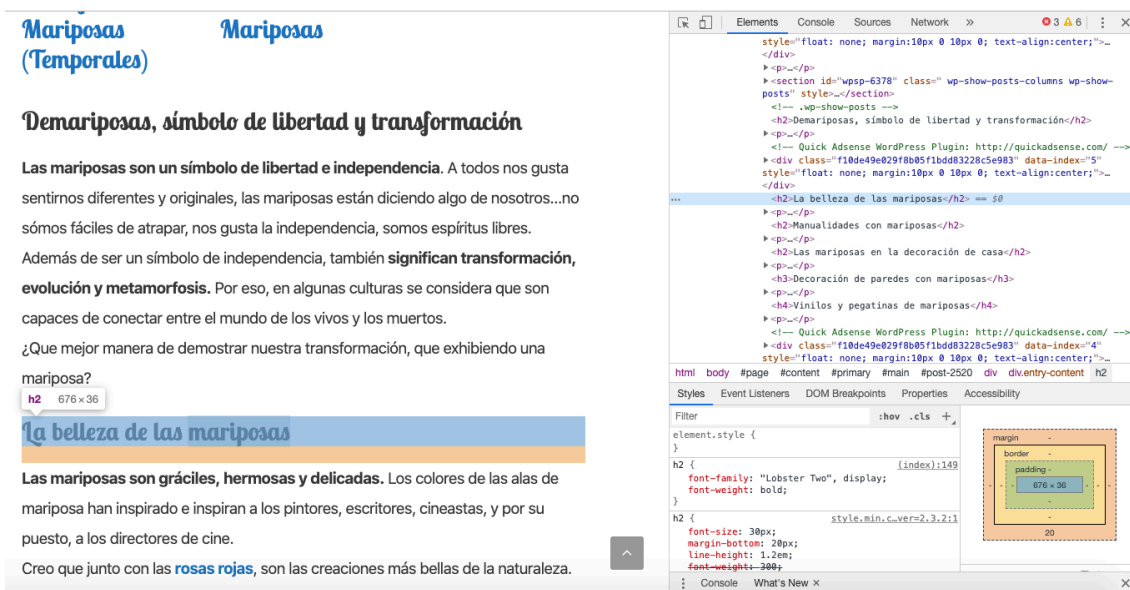 Mariposas
(Temporales)
Mariposas
Demariposas, símbolo de libertad y transformación
Las mariposas son un símbolo de libertad e independencia. A todos nos gusta
sentirnos diferentes y originales, las mariposas están diciendo algo de nosotros...no
sómos fáciles de atrapar, nos gusta la independencia, somos espíritus libres.
Además de ser un símbolo de independencia, también significan transformación,
evolución y metamorfosis. Por eso, en algunas culturas se considera que son
capaces de conectar entre el mundo de los vivos y los muertos.
¿Que mejor manera de demostrar nuestra transformación, que exhibiendo una
mariposa?
h2 676 × 36
La belleza de las mariposas
Las mariposas son gráciles, hermosas y delicadas. Los colores de las alas de
mariposa han inspirado e inspiran a los pintores, escritores, cineastas, y por su
puesto, a los directores de cine.
Creo que junto con las rosas rojas, son las creaciones más bellas de la naturaleza.
Elements Console Sources Network » 3 6
style="float: none; margin:10px 0 10px 0; text-align:center;">…
</div>
<p>…</p>
<section id="wpsp-6378" class=" wp-show-posts-columns wp-show-
posts" style>…</section>
<!-- .wp-show-posts -->
<h2>Demariposas, símbolo de libertad y transformación</h2>
<p>…</p>
<!-- Quick Adsense WordPress Plugin: http://quickadsense.com/ -->
<div class="f10de49e029f8b05f1bdd83228c5e983" data-index="5"
style="float: none; margin:10px 0 10px 0; text-align:center;">…
</div>
… <h2>La belleza de las mariposas</h2> == $0
<p>…</p>
<h2>Manualidades con mariposas</h2>
<p>…</p>
<h2>Las mariposas en la decoración de casa</h2>
<p>…</p>
<h3>Decoración de paredes con mariposas</h3>
<p>…</p>
<h4>Vinilos y pegatinas de mariposas</h4>
<p>…</p>
<!-- Quick Adsense WordPress Plugin: http://quickadsense.com/ -->
<div class="f10de49e029f8b05f1bdd83228c5e983" data-index="4"
style="float: none; margin:10px 0 10px 0; text-align:center;">…
html body #page #content #primary #main #post-2520 div div.entry-content h2
Styles Event Listeners DOM Breakpoints Properties Accessibility
Filter :hov .cls +
element.style {
}
h2 { (index):149
font-family: "Lobster Two", display;
font-weight: bold;
}
h2 { style.min.c…ver=2.3.2:1
font-size: 30px;
margin-bottom: 20px;
line-height: 1.2em;
font-weight: 300;
margin -
border -
padding -
- - - 676 × 36 - - -
-
-
20
Console What's New ×